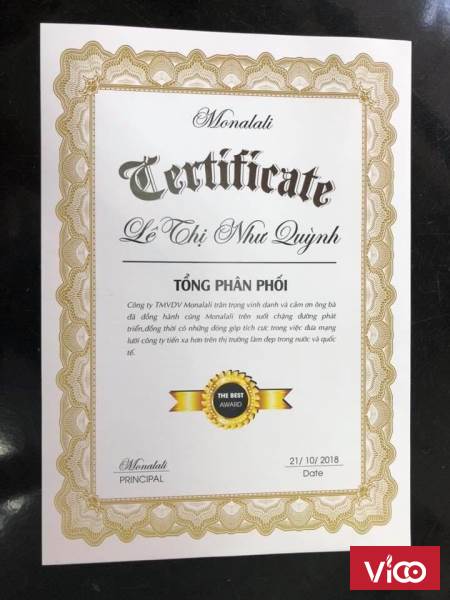 Monalali
Certificate
Lê Thị Như Quỳnh
TỔNG PHÂN PHỐI
Công ty TMVDV Monalali trân trọng vinh danh và cảm ơn ông bà
đã đồng hành cùng Monalali trên suốt chặng đường phát
triển,đồng thời có những đóng góp tích cực trong việc đưa mạng
lưới công ty tiến xa hơn trên thị trường làm đẹp trong nước và quốc
tế.
THE BEST
AWARD
Monalali
PRINCIPAL
21/ 10/ 2018
Date
VICO